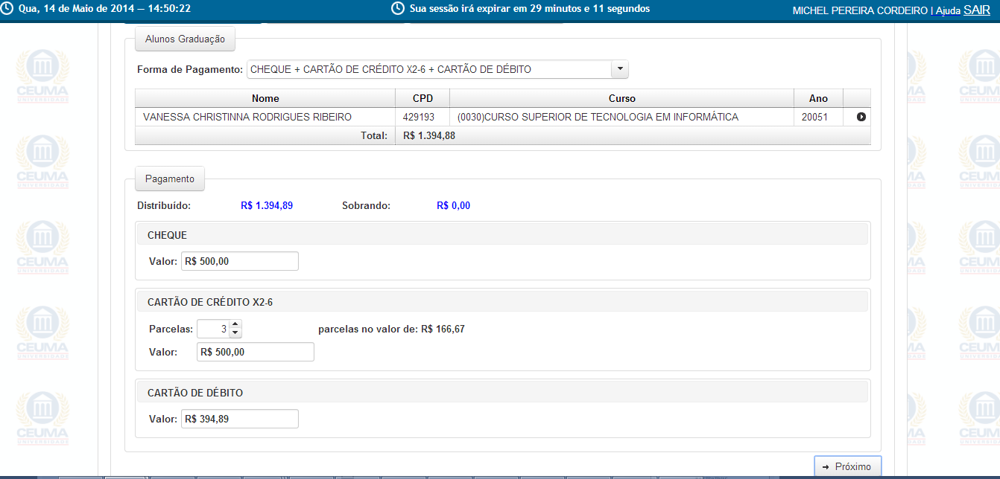 Qua, 14 de Maio de 2014 — 14:50:22 Sua sessão irá expirar em 29 minutos e 11 segundos MICHEL PEREIRA CORDEIRO | Ajuda SAIR
Alunos Graduação
Forma de Pagamento: CHEQUE + CARTÃO DE CRÉDITO X2-6 + CARTÃO DE DÉBITO
Nome CPD Curso Ano
VANESSA CHRISTINNA RODRIGUES RIBEIRO 429193 (0030)CURSO SUPERIOR DE TECNOLOGIA EM INFORMÁTICA 20051
Total: R$ 1.394,88
Pagamento
Distribuído: R$ 1.394,89 Sobrando: R$ 0,00
CHEQUE
Valor: R$ 500,00
CARTÃO DE CRÉDITO X2-6
Parcelas: 3 parcelas no valor de: R$ 166,67
Valor: R$ 500,00
CARTÃO DE DÉBITO
Valor: R$ 394,89
Próximo
CEUMA
UNIVERSIDADE